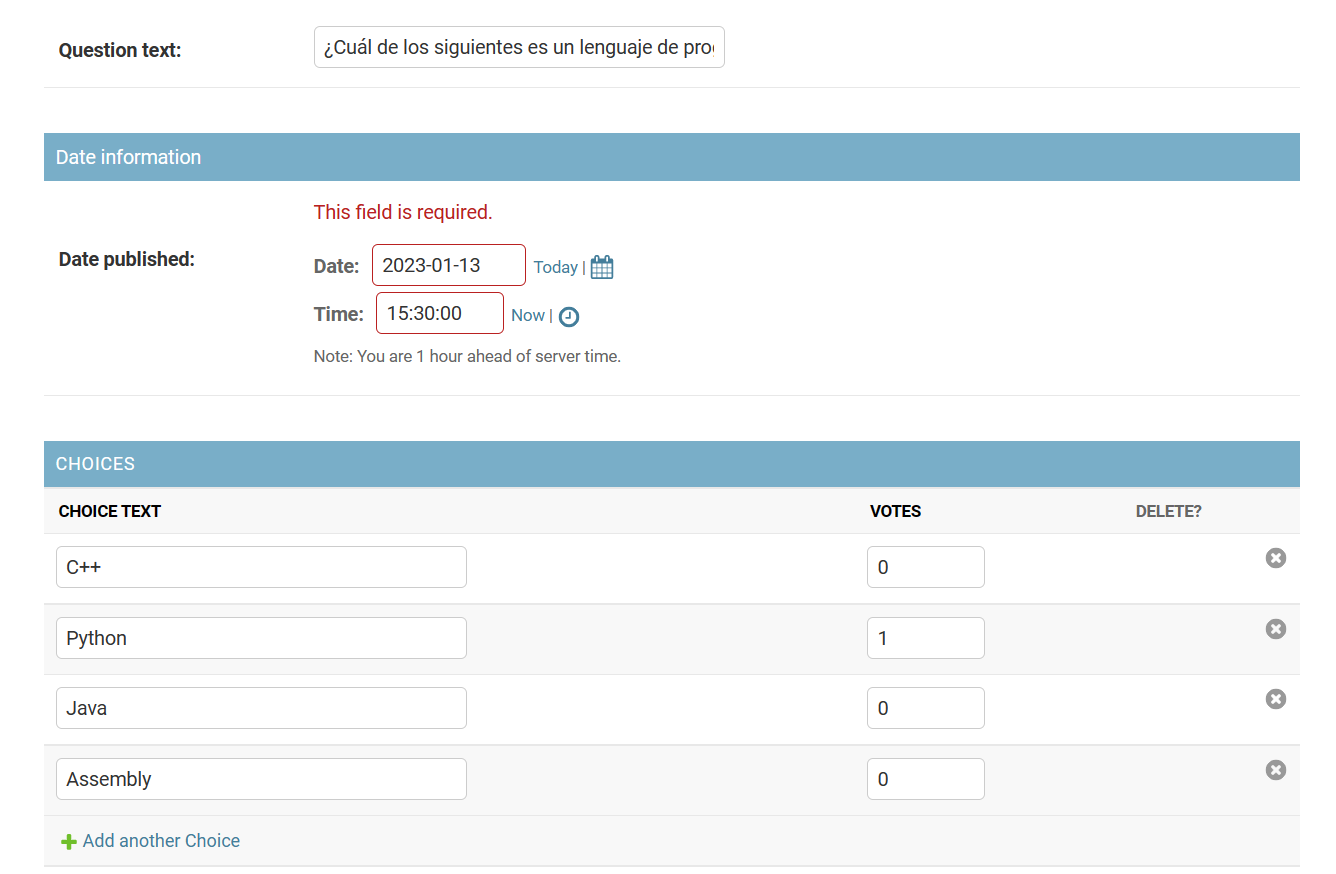 Question text: ¿Cuál de los siguientes es un lenguaje de
Date information
This field is required.
Date published:
Date: 2023-01-13 Today |
Time: 15:30:00 Now |
Note: You are 1 hour ahead of server time.
CHOICES
CHOICE TEXT VOTES DELETE?
C++ 0
Python 1
Java 0
Assembly 0
Add another Choice